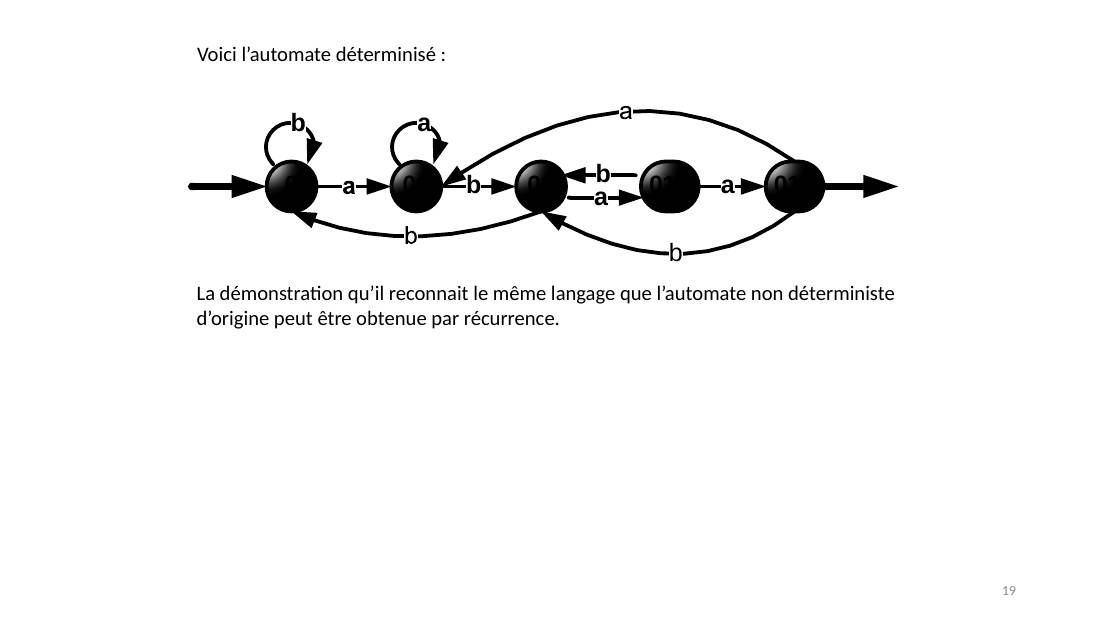 Voici l’automate déterminisé :
a
b a
a b b a a
b
b
La démonstration qu’il reconnait le même langage que l’automate non déterministe
d’origine peut être obtenue par récurrence.
19